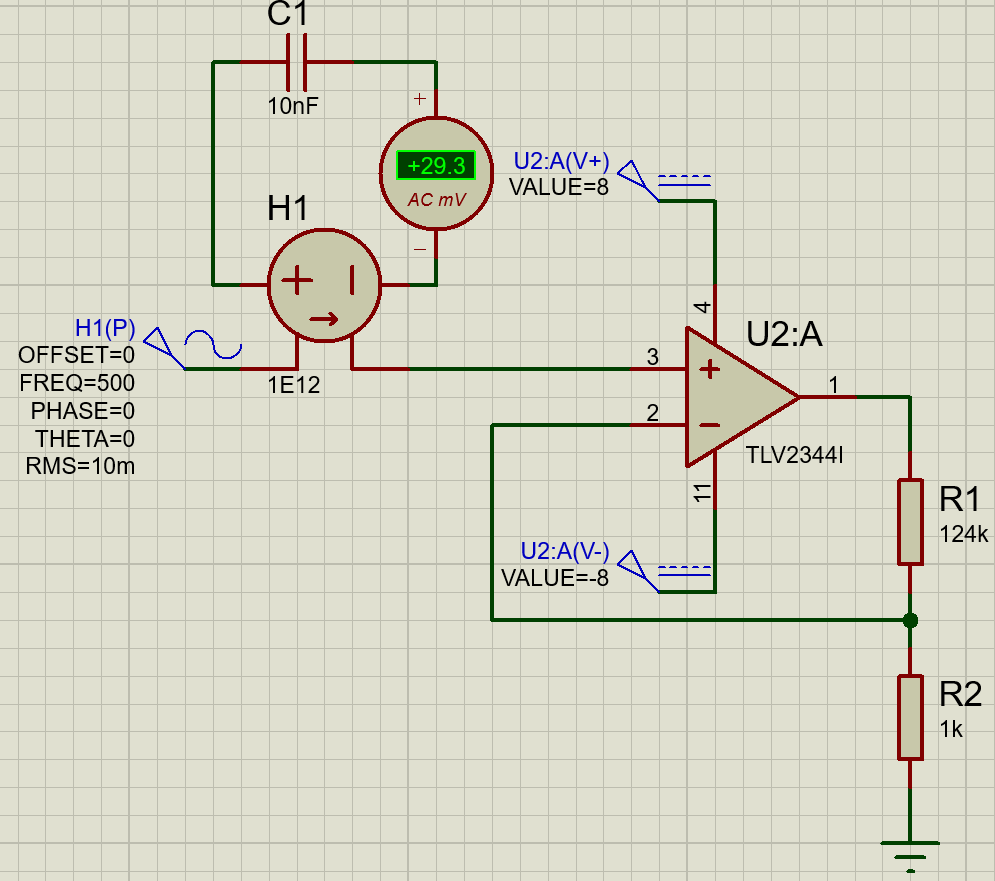 C1
10nF
+
+29.3
AC mV
−
H1
+
H1(P)
OFFSET=0
FREQ=500
PHASE=0
THETA=0
RMS=10m
1E12
U2:A(V+)
VALUE=8
4
U2:A
3
+
2
−
1
TLV2344I
11
U2:A(V-)
VALUE=-8
R1
124k
R2
1k